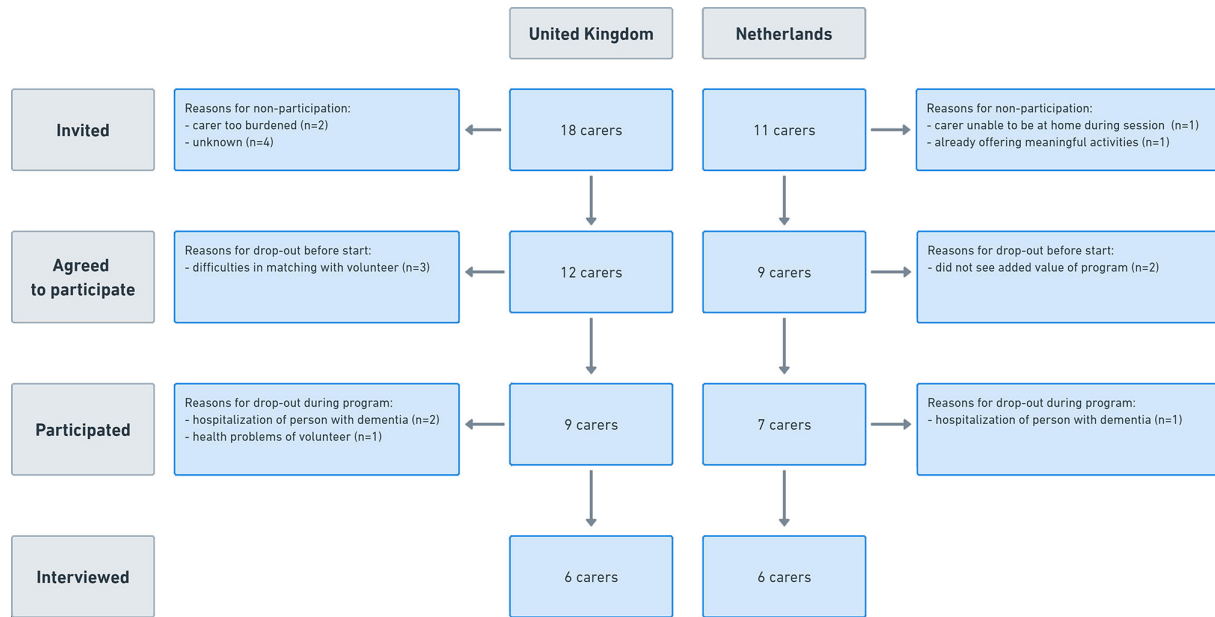 United Kingdom
Netherlands
Invited
Reasons for non-participation:
- carer too burdened (n=2)
- unknown (n=4)
18 carers
11 carers
Reasons for non-participation:
- carer unable to be at home during session (n=1)
- already offering meaningful activities (n=1)
Agreed
to participate
Reasons for drop-out before start:
- difficulties in matching with volunteer (n=3)
12 carers
9 carers
Reasons for drop-out before start:
- did not see added value of program (n=2)
Participated
Reasons for drop-out during program:
- hospitalization of person with dementia (n=2)
- health problems of volunteer (n=1)
9 carers
7 carers
Reasons for drop-out during program:
- hospitalization of person with dementia (n=1)
Interviewed
6 carers
6 carers